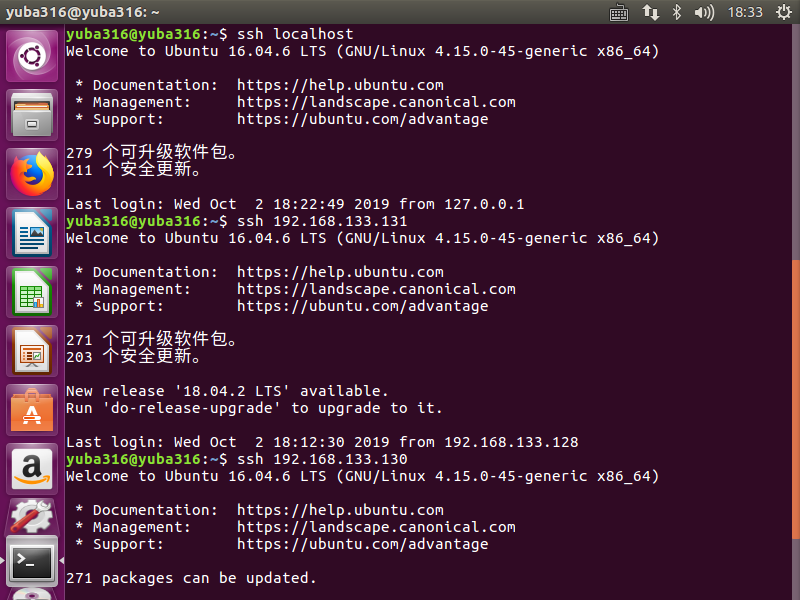 yuba316@yuba316: ~
18:33
yuba316@yuba316:~$ ssh localhost
Welcome to Ubuntu 16.04.6 LTS (GNU/Linux 4.15.0-45-generic x86_64)
* Documentation:  https://help.ubuntu.com
* Management:     https://landscape.canonical.com
* Support:        https://ubuntu.com/advantage
279 个可升级软件包。
211 个安全更新。
Last login: Wed Oct  2 18:22:49 2019 from 127.0.0.1
yuba316@yuba316:~$ ssh 192.168.133.131
Welcome to Ubuntu 16.04.6 LTS (GNU/Linux 4.15.0-45-generic x86_64)
* Documentation:  https://help.ubuntu.com
* Management:     https://landscape.canonical.com
* Support:        https://ubuntu.com/advantage
271 个可升级软件包。
203 个安全更新。
New release '18.04.2 LTS' available.
Run 'do-release-upgrade' to upgrade to it.
Last login: Wed Oct  2 18:12:30 2019 from 192.168.133.128
yuba316@yuba316:~$ ssh 192.168.133.130
Welcome to Ubuntu 16.04.6 LTS (GNU/Linux 4.15.0-45-generic x86_64)
* Documentation:  https://help.ubuntu.com
* Management:     https://landscape.canonical.com
* Support:        https://ubuntu.com/advantage
271 packages can be updated.